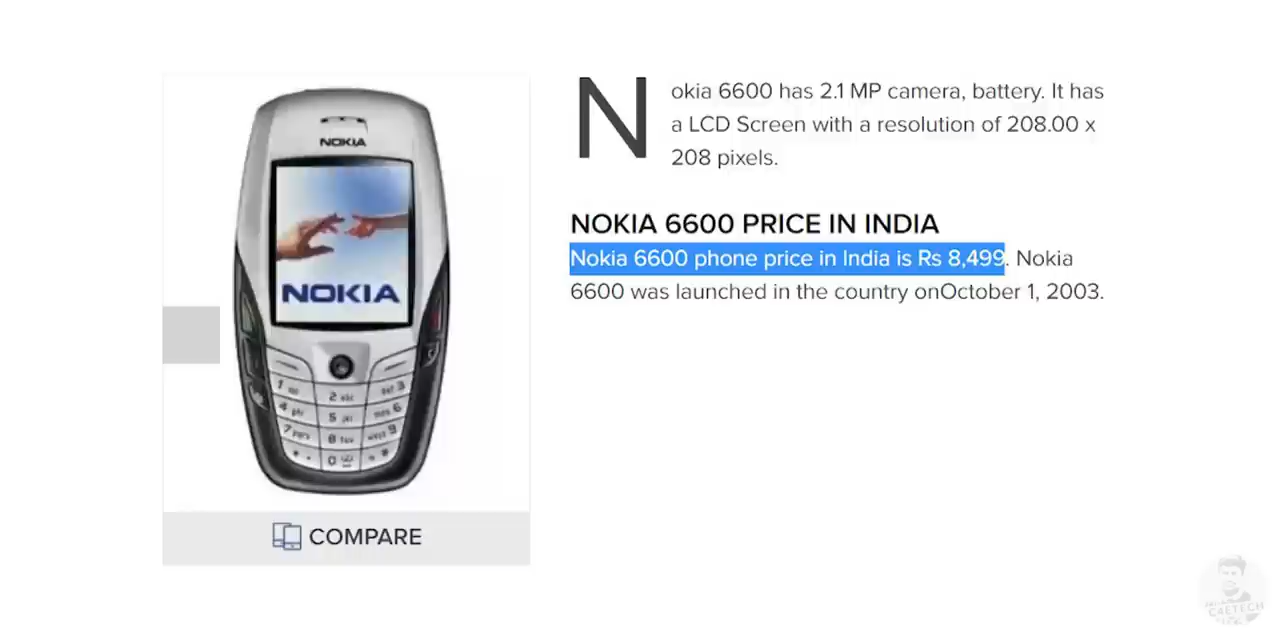 NOKIA
NOKIA
COMPARE
Nokia 6600 has 2.1 MP camera, battery. It has
a LCD Screen with a resolution of 208.00 x
208 pixels.
NOKIA 6600 PRICE IN INDIA
Nokia 6600 phone price in India is Rs 8,499. Nokia
6600 was launched in the country onOctober 1, 2003.
C4ETECH